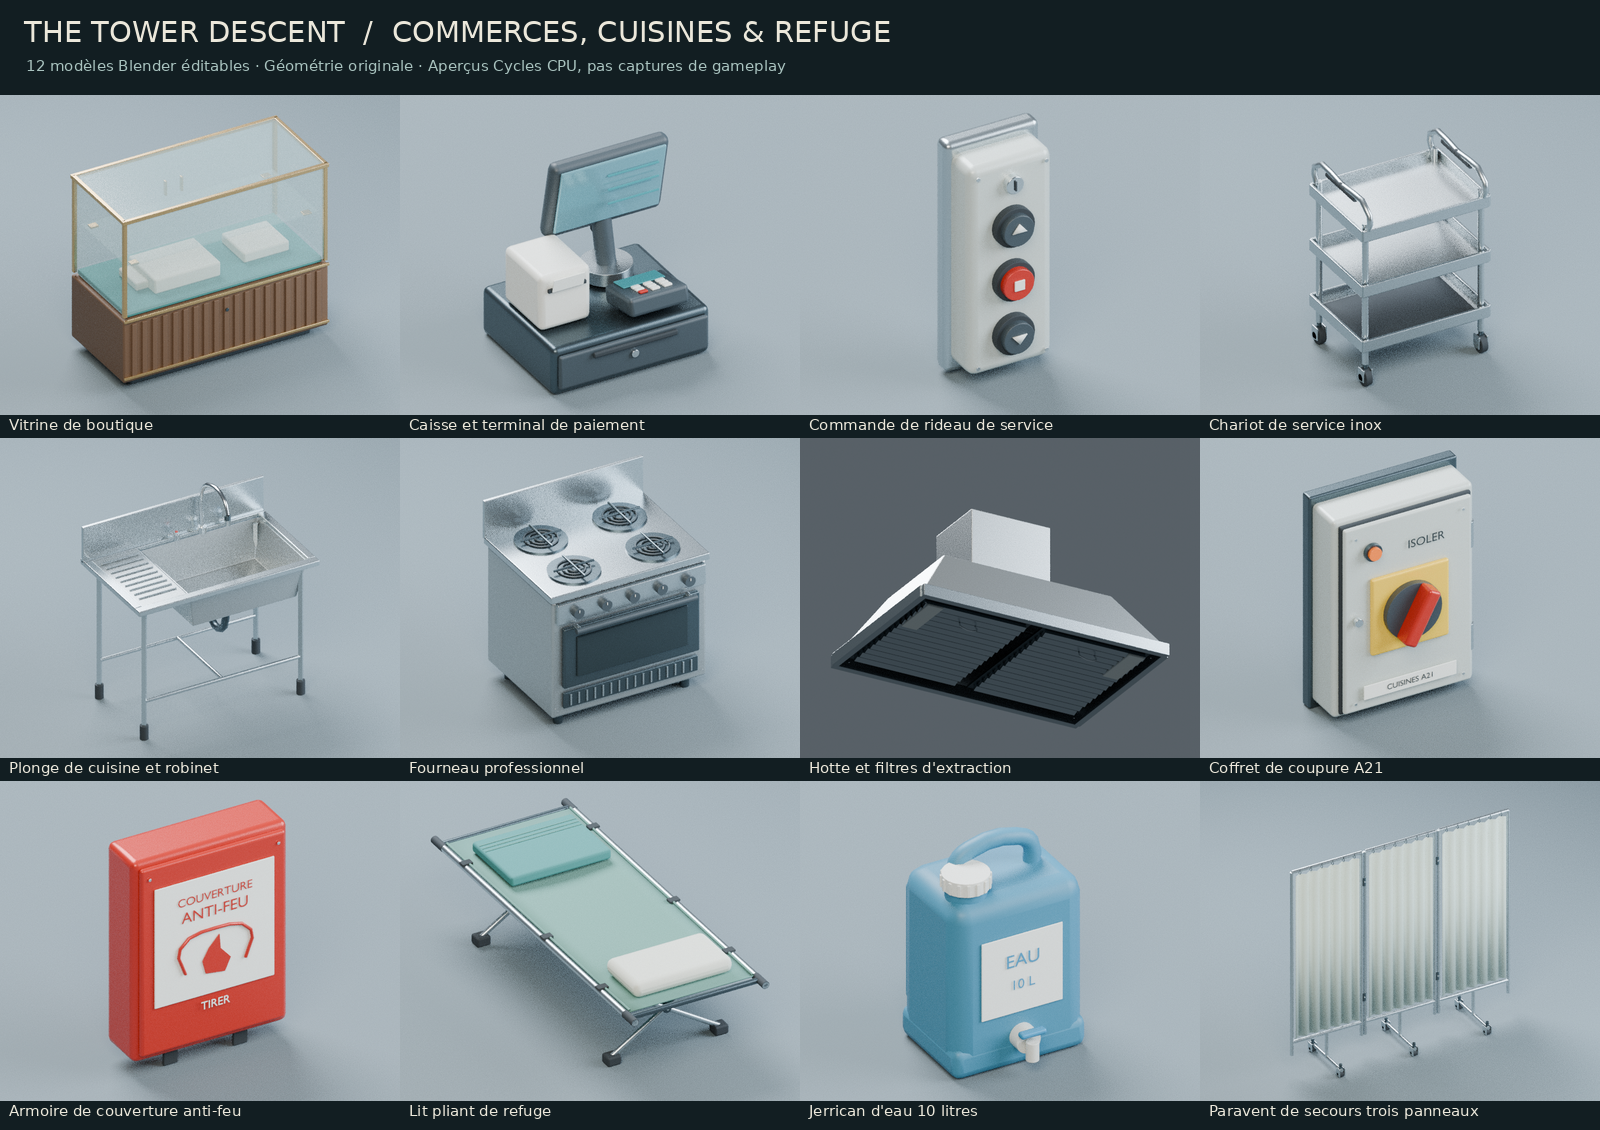 THE TOWER DESCENT / COMMERCES, CUISINES & REFUGE
12 modèles Blender éditables · Géométrie originale · Aperçus Cycles CPU, pas captures de gameplay
Vitrine de boutique
Caisse et terminal de paiement
Commande de rideau de service
Chariot de service inox
ISOLER
CUISINES A21
Plonge de cuisine et robinet
Fourneau professionnel
Hotte et filtres d'extraction
Coffret de coupure A21
COUVERTURE
ANTI-FEU
TIRER
EAU
10 L
Armoire de couverture anti-feu
Lit pliant de refuge
Jerrican d'eau 10 litres
Paravent de secours trois panneaux